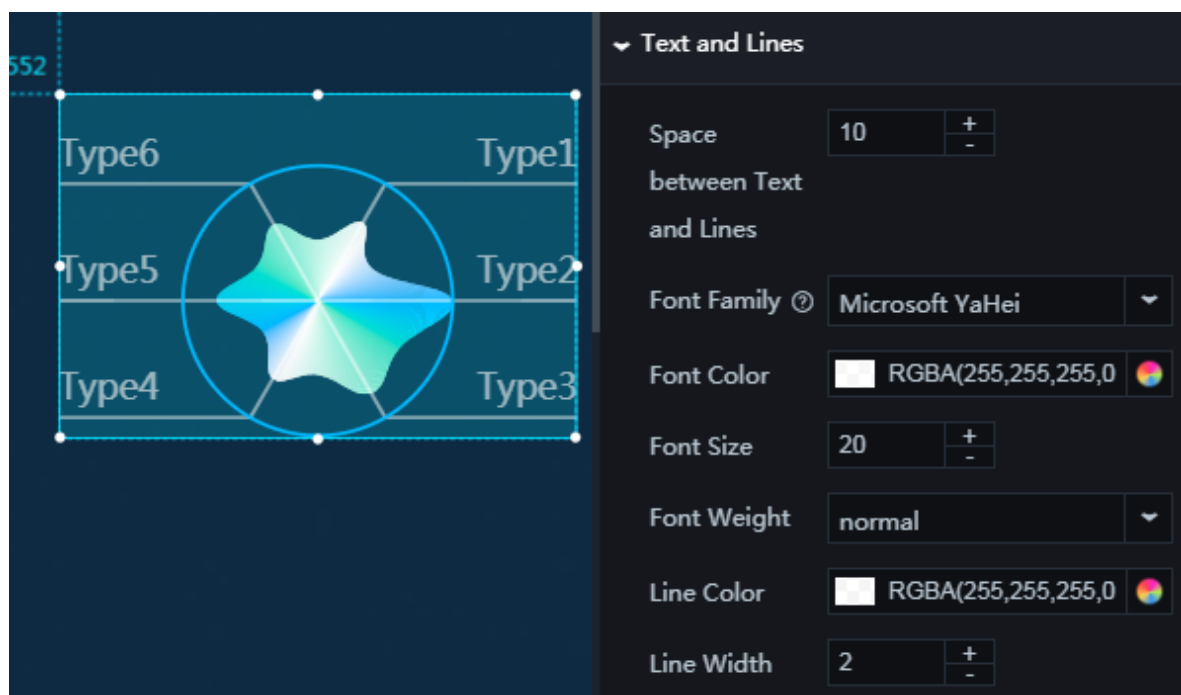 552
Type6
Type1
Type5
Type2
Type4
Type3
Text and Lines
Space
between Text
and Lines
10
+
-
Font Family ?
Microsoft YaHei
Font Color
RGBA(255,255,255,0
Font Size
20
+
-
Font Weight
normal
Line Color
RGBA(255,255,255,0
Line Width
2
+
-